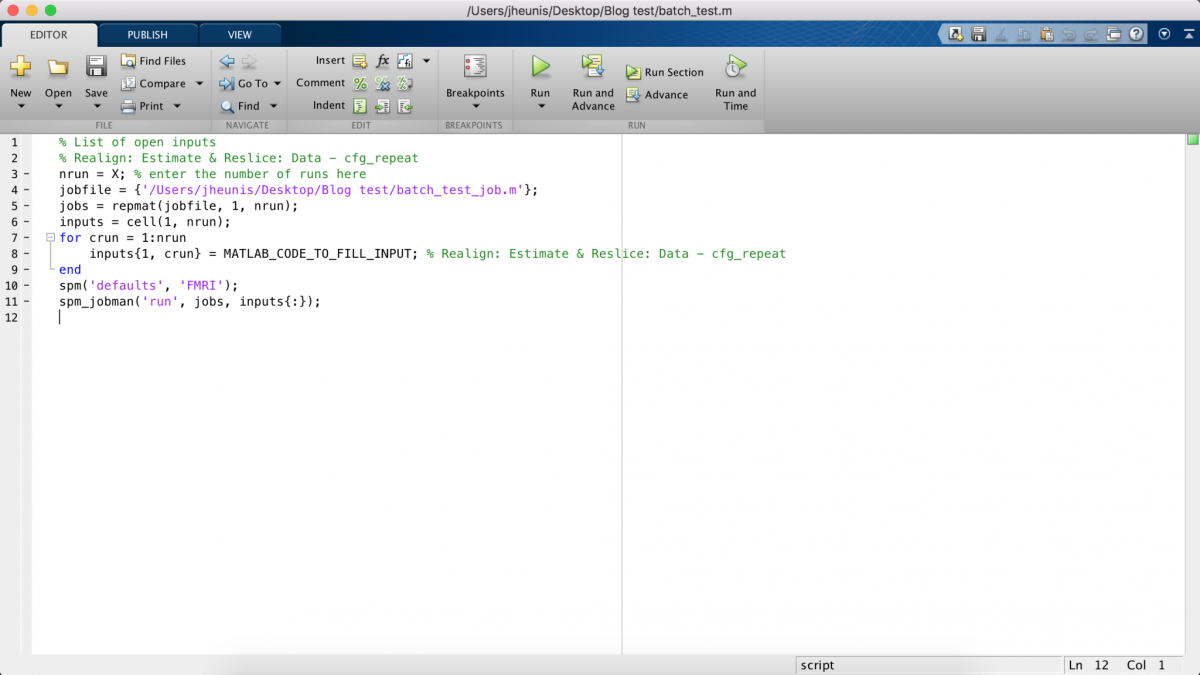 /Users/jheunis/Desktop/Blog test/batch_test.m
EDITOR PUBLISH VIEW
New
Open
Save
Find Files
Compare
Print
FILE
Go To
Find
NAVIGATE
Insert fx
Comment %
Indent
EDIT
Breakpoints
BREAKPOINTS
Run
Run and
Advance
Run Section
Advance
Run and
Time
RUN
1 % List of open inputs
2 % Realign: Estimate & Reslice: Data - cfg_repeat
3 - nrun = X; % enter the number of runs here
4 - jobfile = {'/Users/jheunis/Desktop/Blog test/batch_test_job.m'};
5 - jobs = repmat(jobfile, 1, nrun);
6 - inputs = cell(1, nrun);
7 - for crun = 1:nrun
8 - inputs{1, crun} = MATLAB_CODE_TO_FILL_INPUT; % Realign: Estimate & Reslice: Data - cfg_repeat
9 - end
10 - spm('defaults', 'FMRI');
11 - spm_jobman('run', jobs, inputs{:});
12
script
Ln 12 Col 1